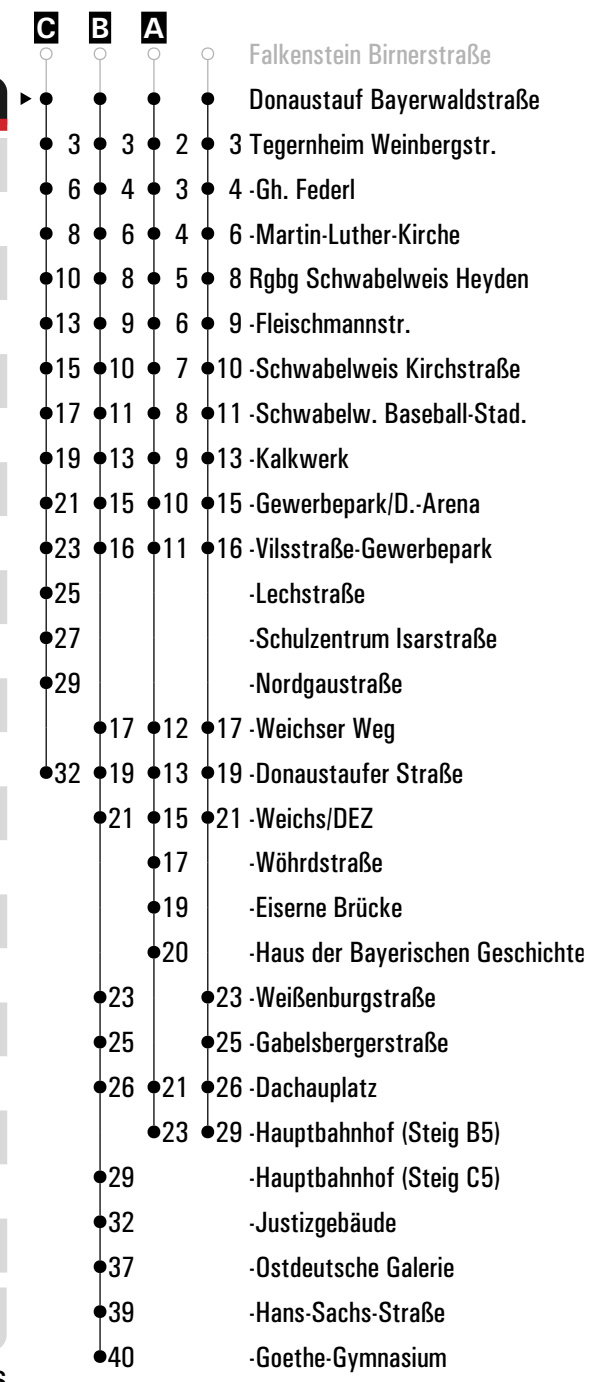 C B A
Falkenstein Birnerstraße
Donaustauf Bayerwaldstraße
3 3 2 3 Tegernheim Weinbergstr.
6 4 3 4 -Gh. Federl
8 6 4 6 -Martin-Luther-Kirche
10 8 5 8 Rgbg Schwabelweis Heyden
13 9 6 9 -Fleischmannstr.
15 10 7 10 -Schwabelweis Kirchstraße
17 11 8 11 -Schwabelw. Baseball-Stad.
19 13 9 13 -Kalkwerk
21 15 10 15 -Gewerbepark/D.-Arena
23 16 11 16 -Vilsstraße-Gewerbepark
25 -Lechstraße
27 -Schulzentrum Isarstraße
29 -Nordgaustraße
17 12 17 -Weichser Weg
32 19 13 19 -Donaustaufer Straße
21 15 21 -Weichs/DEZ
17 -Wöhrdstraße
19 -Eiserne Brücke
20 -Haus der Bayerischen Geschichte
23 23 -Weißenburgstraße
25 25 -Gabelsbergerstraße
26 21 26 -Dachauplatz
23 29 -Hauptbahnhof (Steig B5)
29 -Hauptbahnhof (Steig C5)
32 -Justizgebäude
37 -Ostdeutsche Galerie
39 -Hans-Sachs-Straße
40 -Goethe-Gymnasium